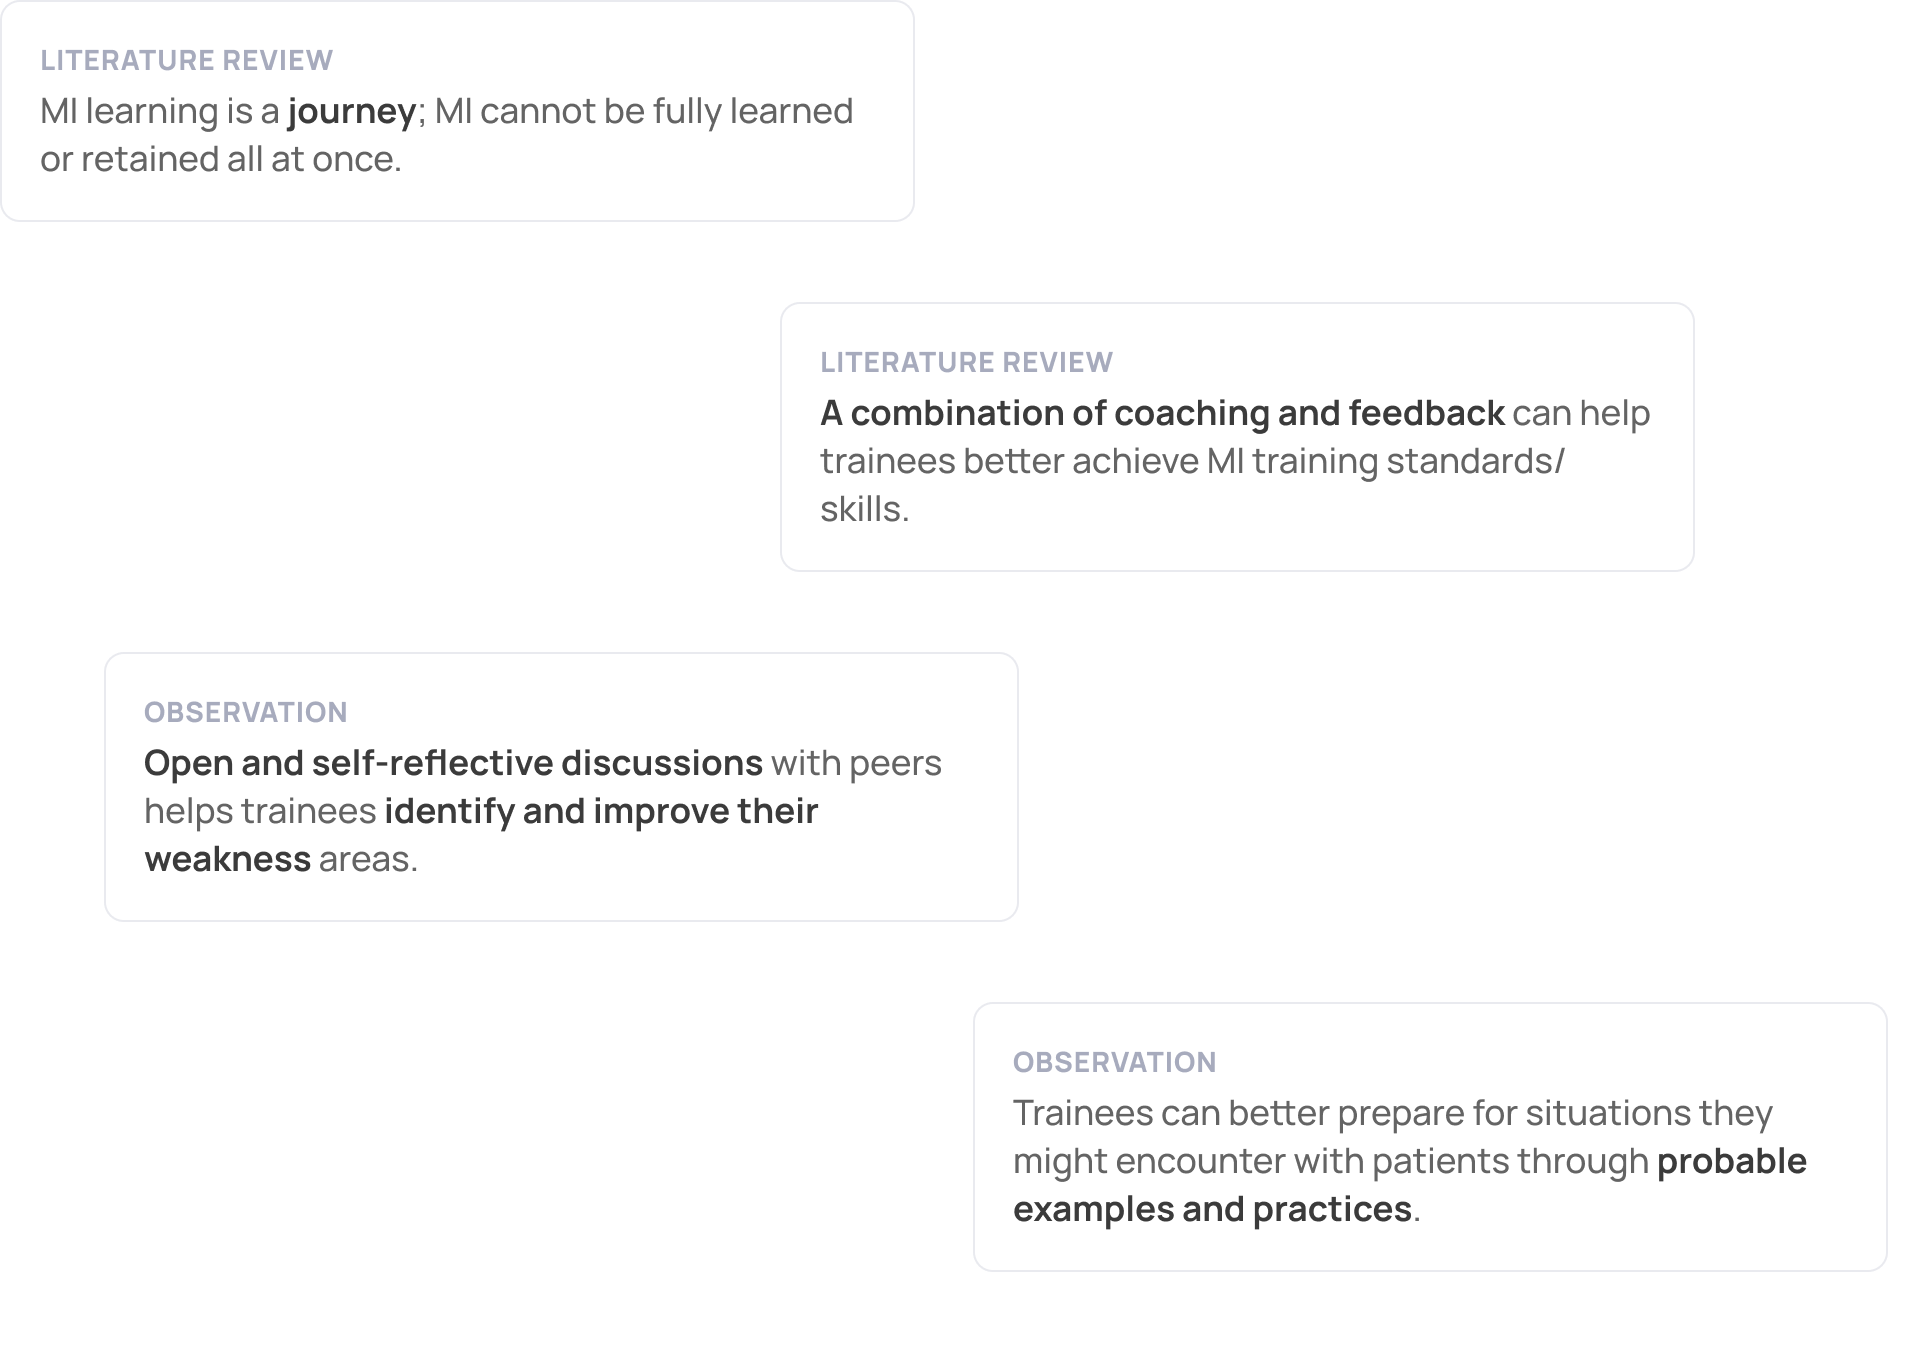 LITERATURE REVIEW
MI learning is a journey; MI cannot be fully learned
or retained all at once.
LITERATURE REVIEW
A combination of coaching and feedback can help
trainees better achieve MI training standards/
skills.
OBSERVATION
Open and self-reflective discussions with peers
helps trainees identify and improve their
weakness areas.
OBSERVATION
Trainees can better prepare for situations they
might encounter with patients through probable
examples and practices.